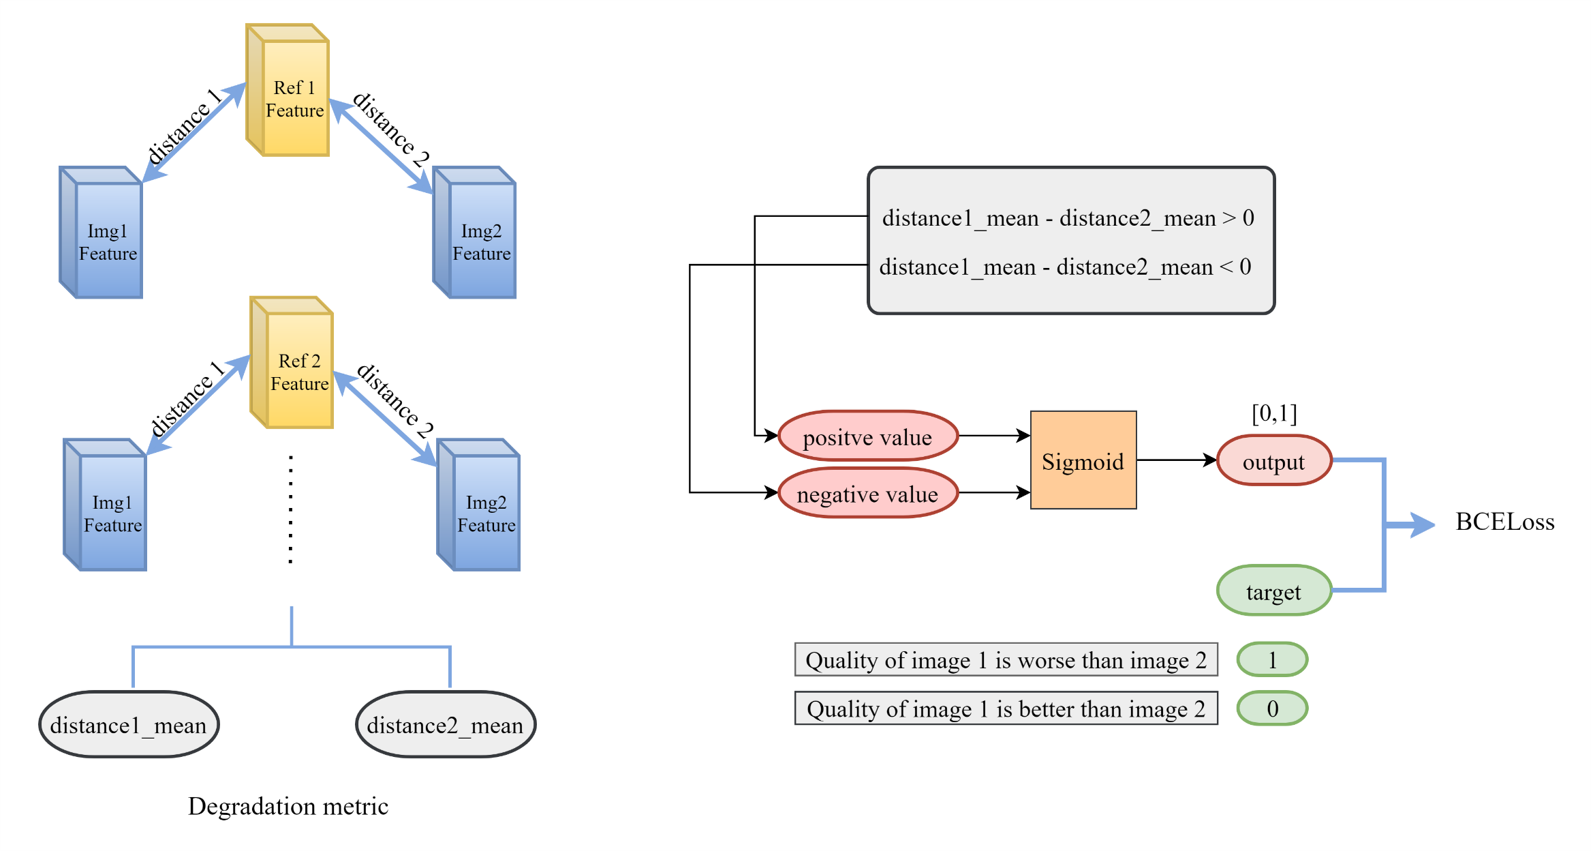 Ref 1
Feature
distance 1
distance 2
Img1
Feature
Img2
Feature
Ref 2
Feature
distance 1
distance 2
Img1
Feature
Img2
Feature
distance1_mean
distance2_mean
Degradation metric
distance1_mean - distance2_mean > 0
distance1_mean - distance2_mean < 0
positve value
negative value
Sigmoid
[0,1]
output
BCELoss
target
Quality of image 1 is worse than image 2
1
Quality of image 1 is better than image 2
0